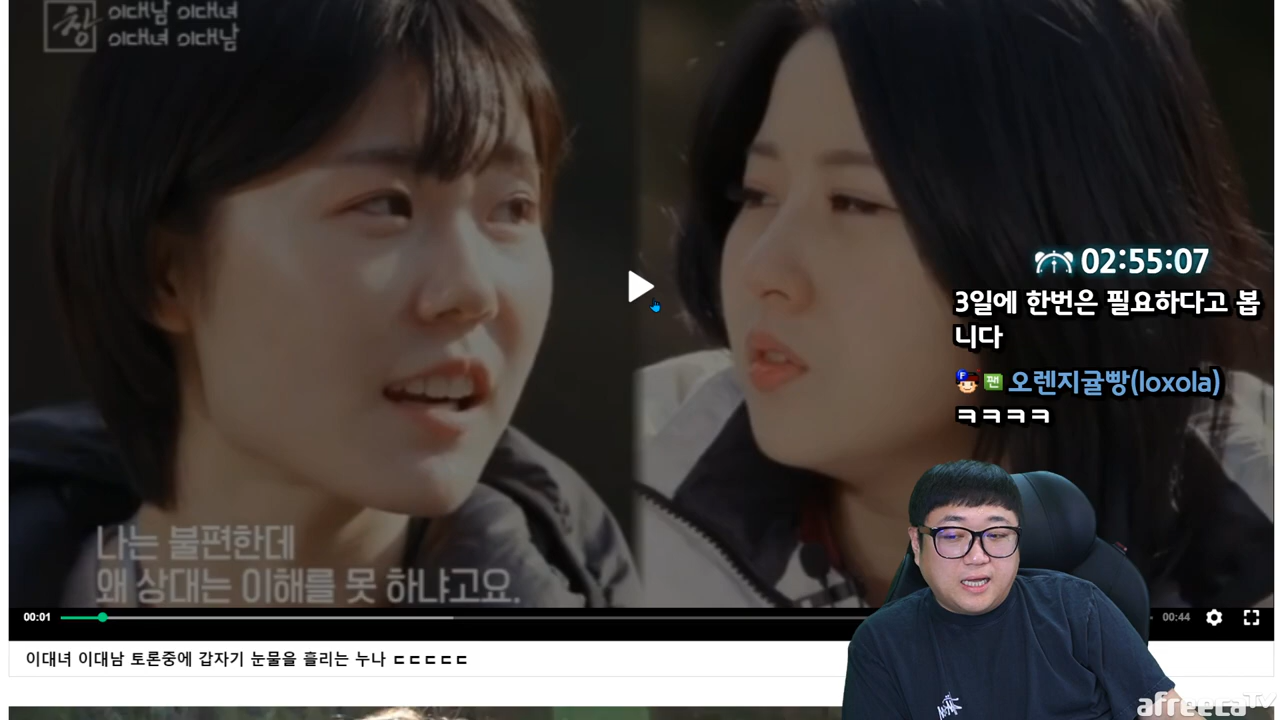 창
이대남 이대녀
이대녀 이대남
02:55:07
3일에 한번은 필요하다고 봅
니다
F 팬 오렌지귤빵(loxola)
ㅋㅋㅋㅋ
나는 불편한데
왜 상대는 이해를 못 하냐고요.
00:01
00:44
이대녀 이대남 토론중에 갑자기 눈물을 흘리는 누나 ㄷㄷㄷㄷㄷ
afreecaTV